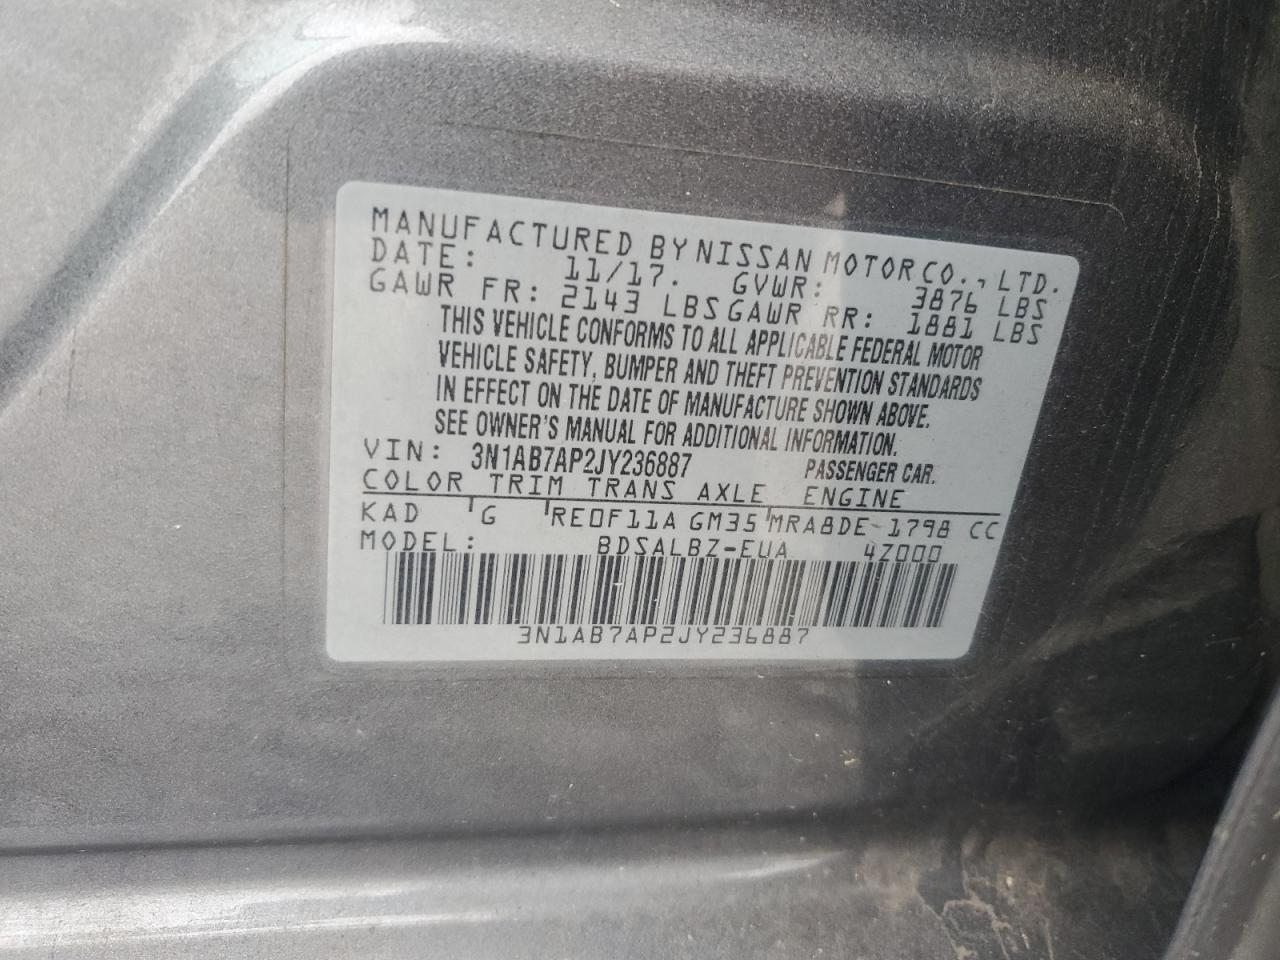 MANUFACTURED BY NISSAN MOTOR CO., LTD.
DATE: 11/17. GVWR: 3876 LBS
GAWR FR: 2143 LBS GAWR RR: 1881 LBS
THIS VEHICLE CONFORMS TO ALL APPLICABLE FEDERAL MOTOR
VEHICLE SAFETY, BUMPER AND THEFT PREVENTION STANDARDS
IN EFFECT ON THE DATE OF MANUFACTURE SHOWN ABOVE.
SEE OWNER'S MANUAL FOR ADDITIONAL INFORMATION.
VIN: 3N1AB7AP2JY236887 PASSENGER CAR.
COLOR TRIM TRANS AXLE ENGINE
KAD G RE0F11A GM35 MRA8DE-1798 CC
MODEL: BDSALBZ-EUA 4Z000
3N1AB7AP2JY236887